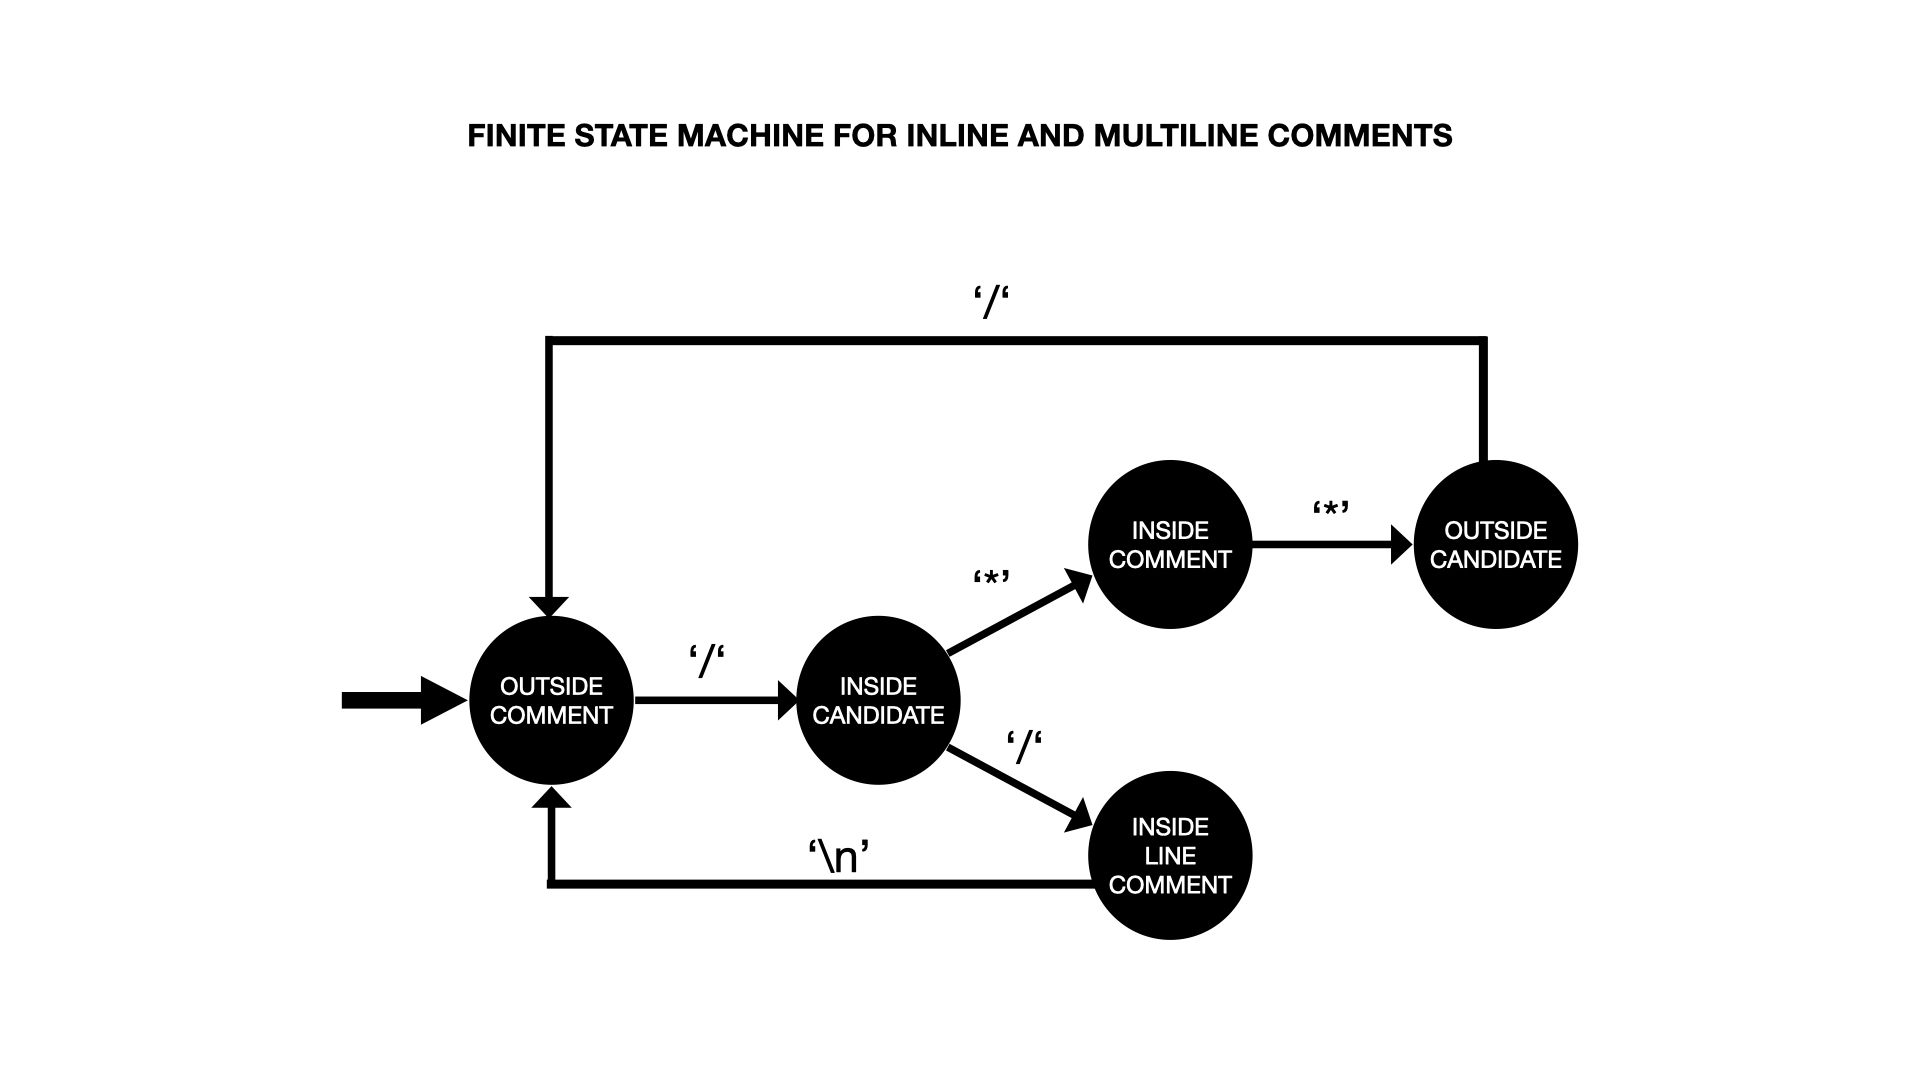 FINITE STATE MACHINE FOR INLINE AND MULTILINE COMMENTS
‘/‘
INSIDE
COMMENT
‘*’
OUTSIDE
CANDIDATE
‘*’
OUTSIDE
COMMENT
‘/‘
INSIDE
CANDIDATE
‘/‘
INSIDE
LINE
COMMENT
‘\n’